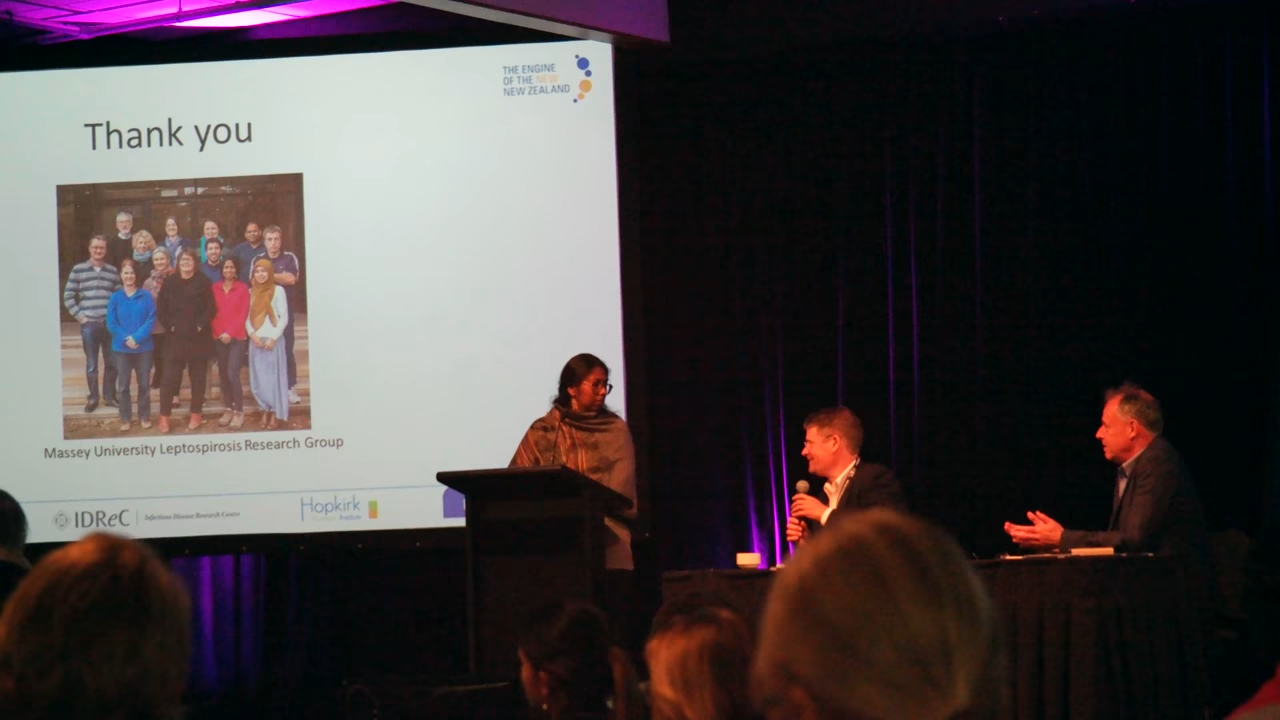 THE ENGINE
OF THE NEW
NEW ZEALAND
Thank you
Massey University Leptospirosis Research Group
IDReC
Infectious Disease Research Centre
Hopkirk
Institute